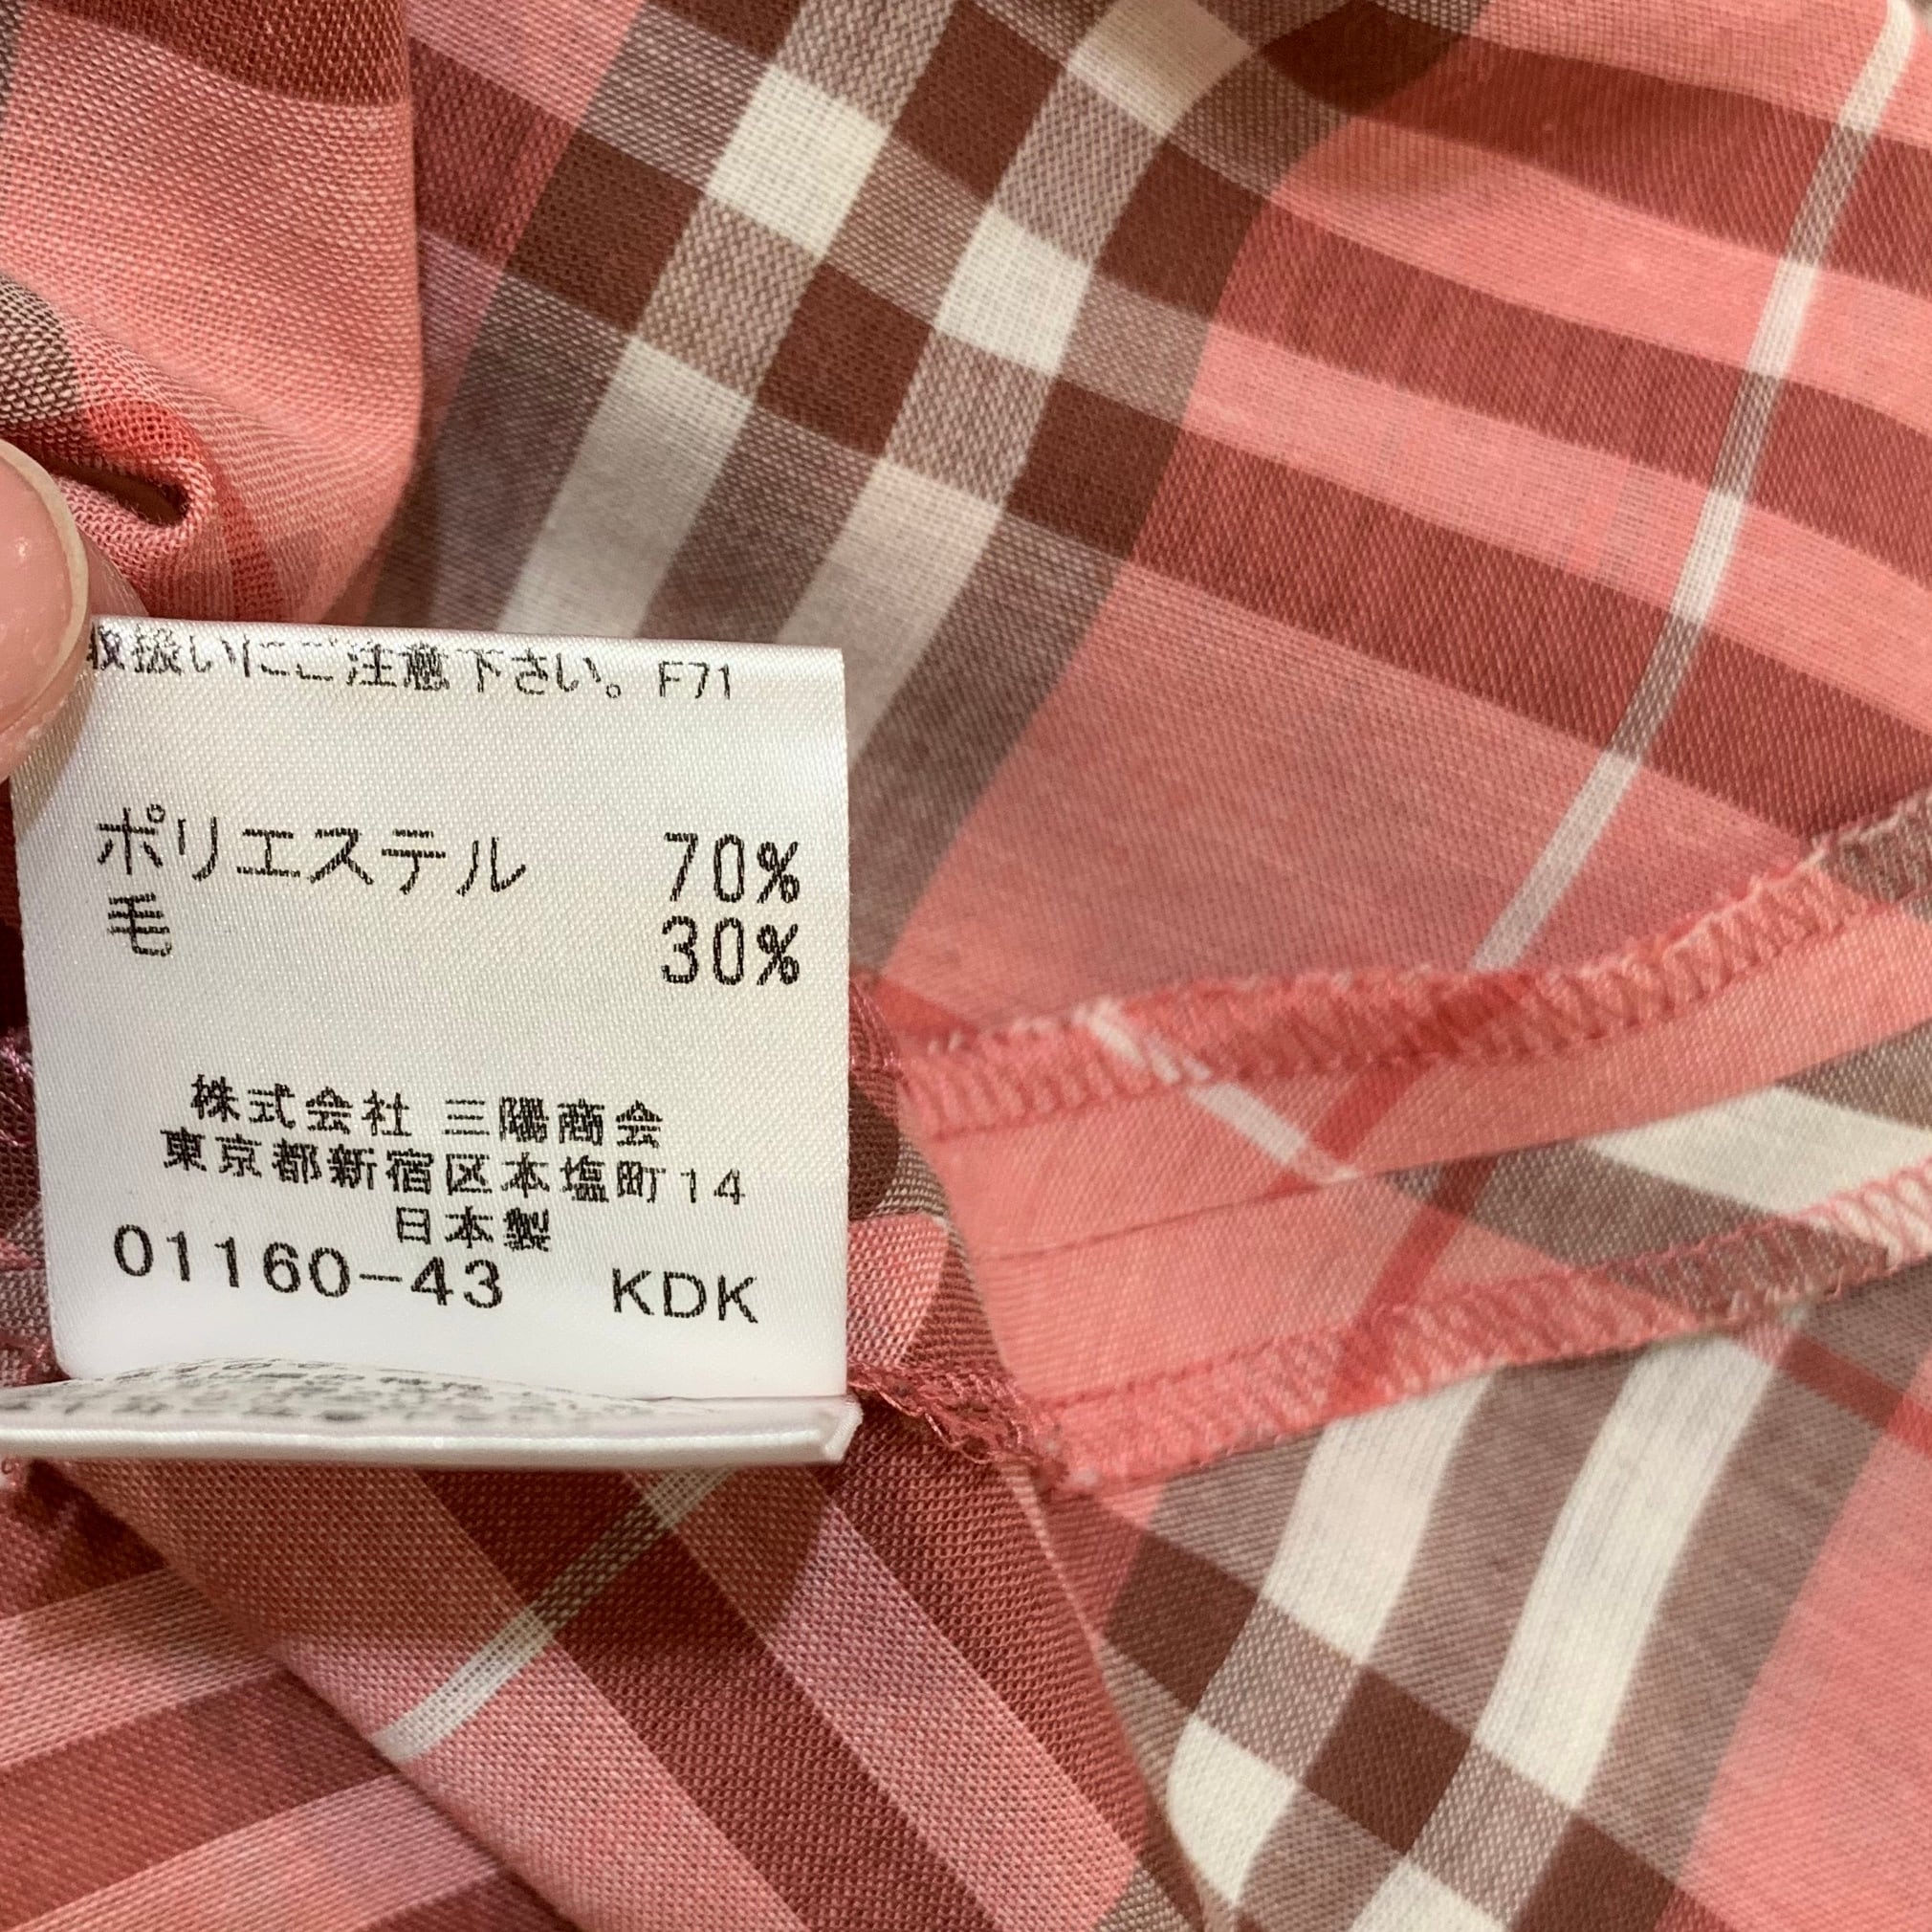 取扱いにご注意下さい。F71
ポリエステル 70%
毛 30%
株式会社 三陽商会
東京都新宿区本塩町14
日本製
01160-43 KDK